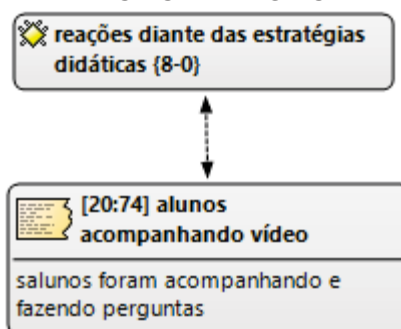 reações diante das estratégias
didáticas {8-0}
[20:74] alunos
acompanhando vídeo
salunos foram acompanhando e
fazendo perguntas